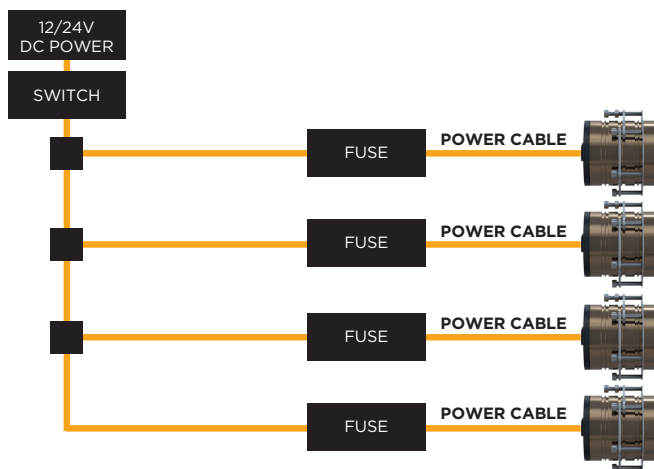 12/24V
DC POWER
SWITCH
FUSE
POWER CABLE
FUSE
POWER CABLE
FUSE
POWER CABLE
FUSE
POWER CABLE